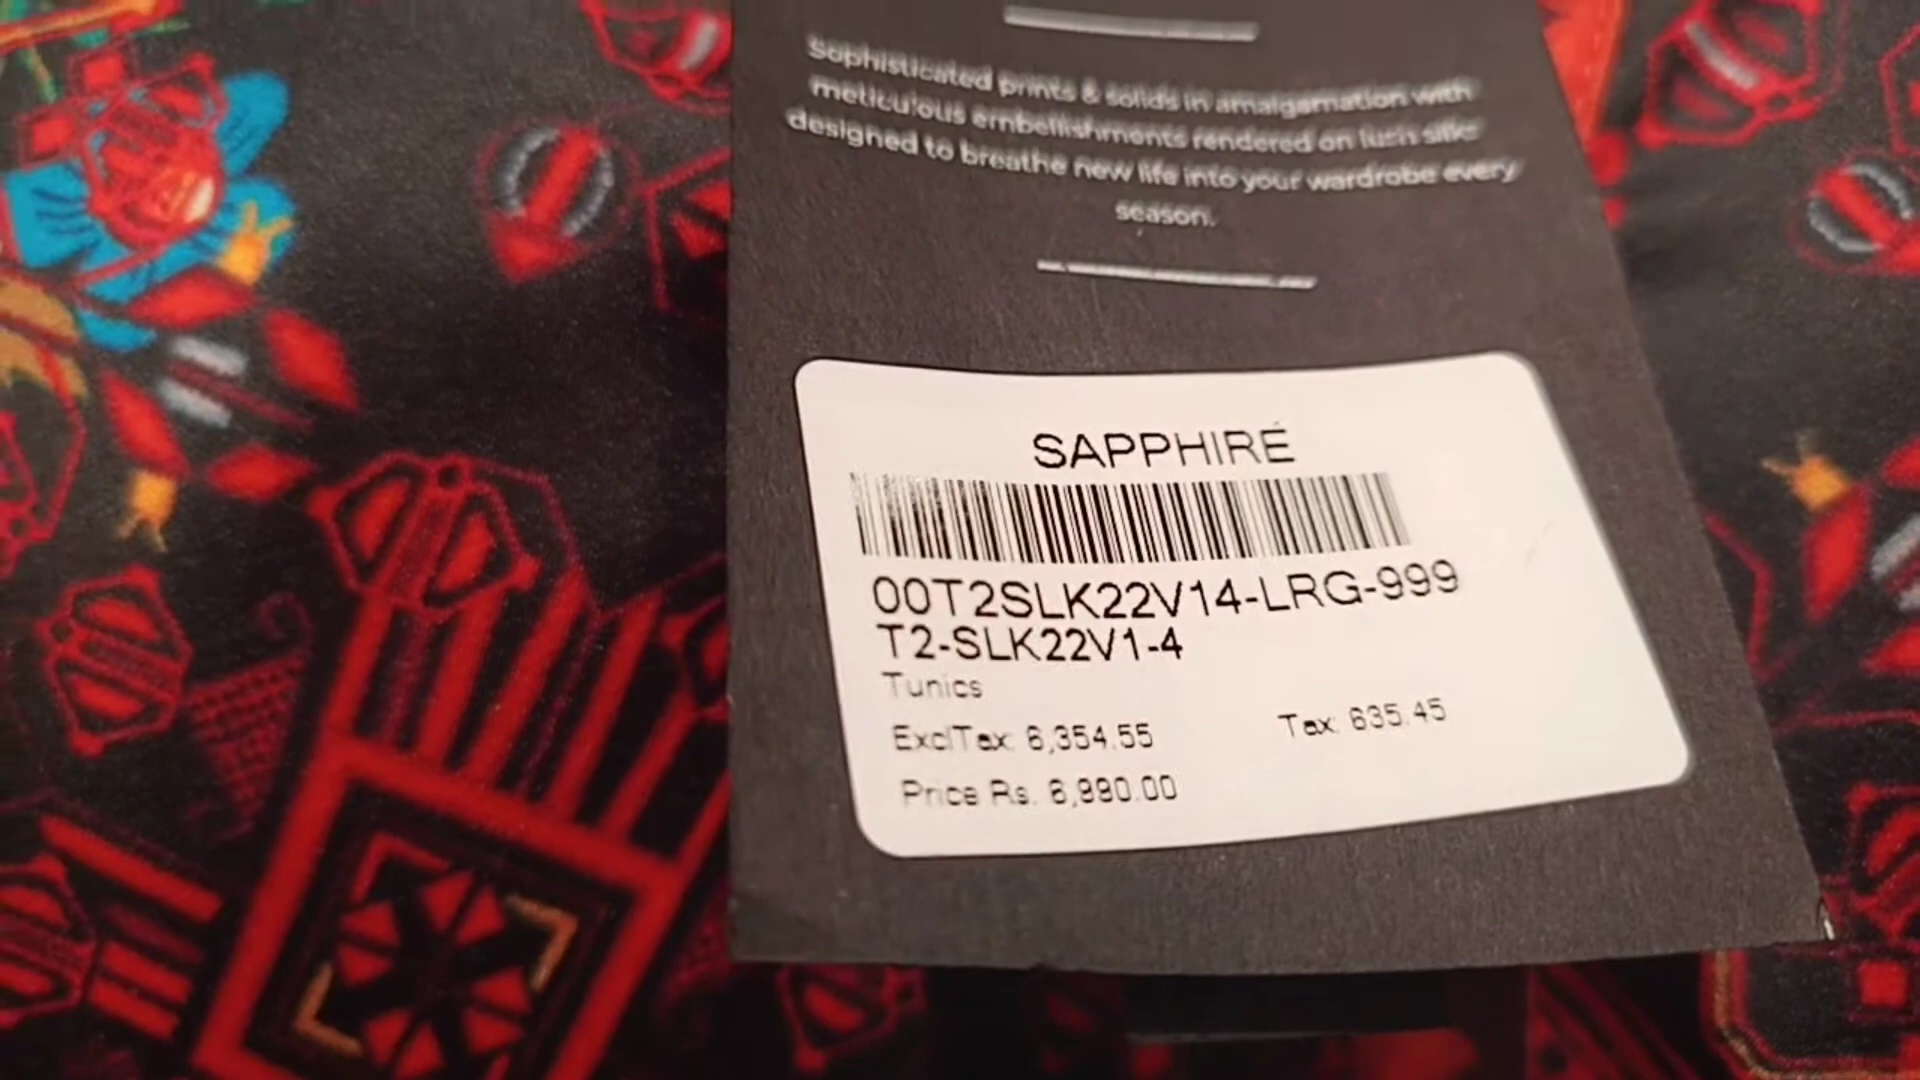 Sophisticated prints & solids in amalgamation with
meticulous embellishments rendered on lush silks
designed to breathe new life into your wardrobe every
season.
SAPPHIRE
00T2SLK22V14-LRG-999
T2-SLK22V1-4
Tunics
ExclTax: 6,354.55 Tax: 635.45
Price Rs. 6,990.00